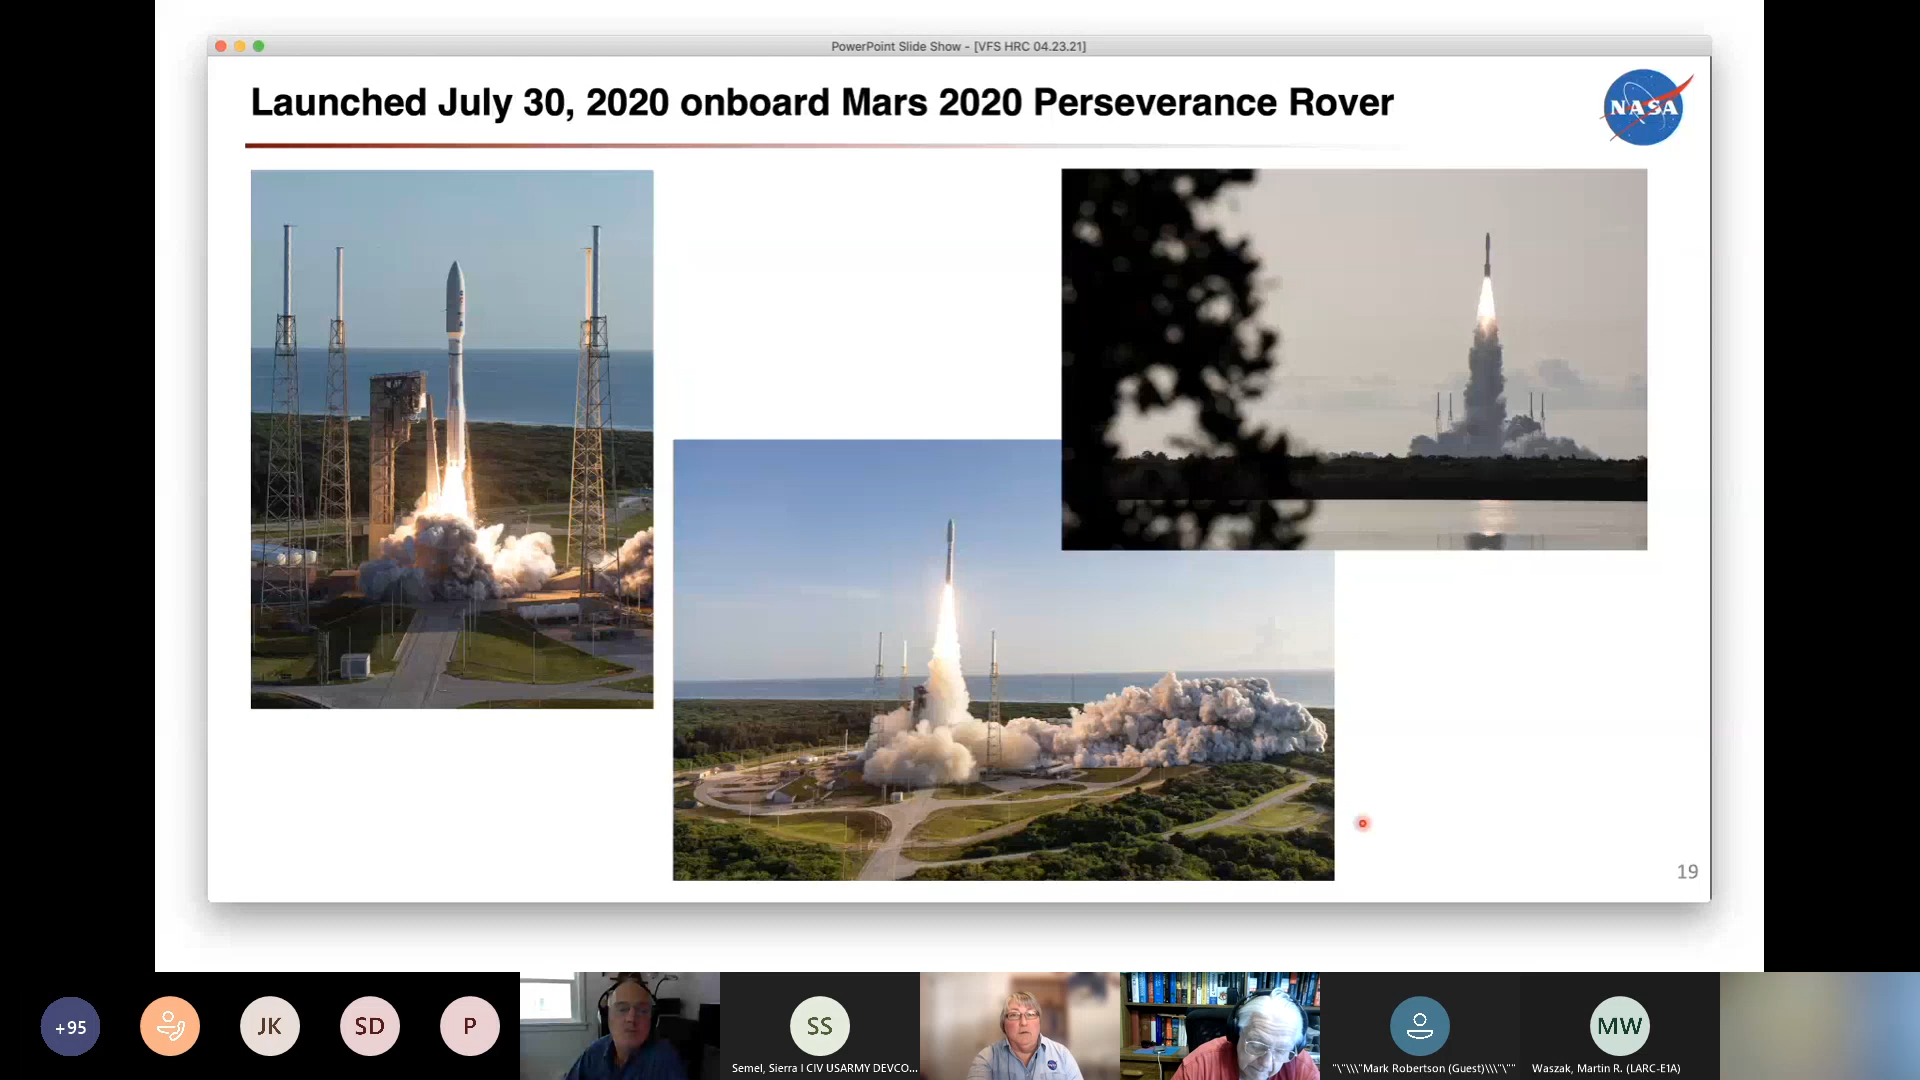 PowerPoint Slide Show - [VFS HRC 04.23.21]
Launched July 30, 2020 onboard Mars 2020 Perseverance Rover
NASA
19
+95
JK
SD
P
SS
MW
Semel, Sierra I CIV USARMY DEVCO...
"\"\\\"Mark Robertson (Guest)\\\"\""
Waszak, Martin R. (LARC-E1A)